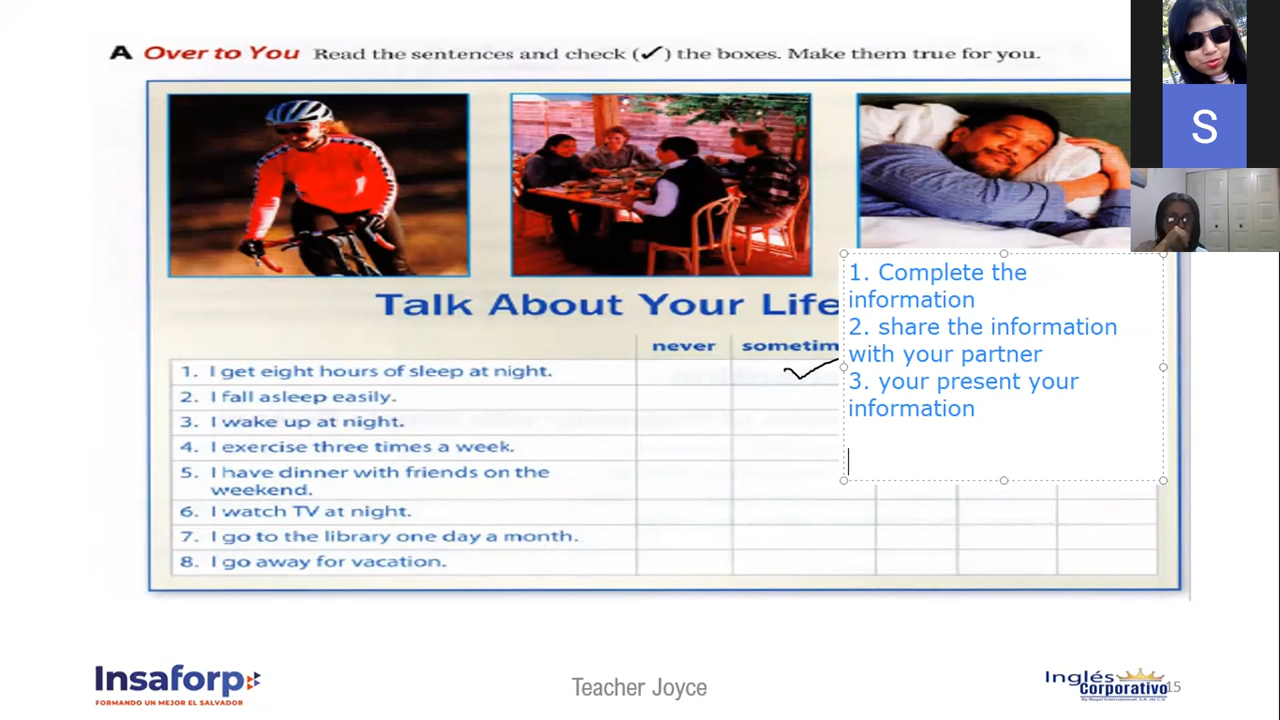 A Over to You Read the sentences and check (✓) the boxes. Make them true for you.
S
Talk About Your Life
never sometim
1. I get eight hours of sleep at night.
2. I fall asleep easily.
3. I wake up at night.
4. I exercise three times a week.
5. I have dinner with friends on the
weekend.
6. I watch TV at night.
7. I go to the library one day a month.
8. I go away for vacation.
1. Complete the
information
2. share the information
with your partner
3. your present your
information
Insaforp
FORMANDO UN MEJOR EL SALVADOR
Teacher Joyce
Inglés
Corporativo
By Regal International, S.A. de C.V.
15